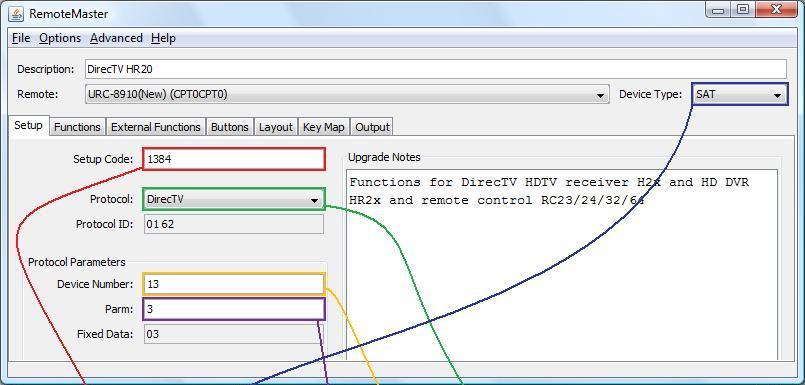 RemoteMaster
File Options Advanced Help
Description: DirecTV HR20
Remote: URC-8910(New) (CPT0CPT0) Device Type: SAT
Setup Functions External Functions Buttons Layout Key Map Output
Setup Code: 1384
Protocol: DirecTV
Protocol ID: 01 62
Protocol Parameters
Device Number: 13
Parm: 3
Fixed Data: 03
Upgrade Notes
Functions for DirecTV HDTV receiver H2x and HD DVR
HR2x and remote control RC23/24/32/64